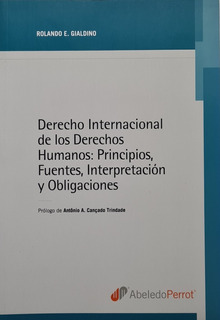 ROLANDO E. GIALDINO
Derecho Internacional
de los Derechos
Humanos: Principios,
Fuentes, Interpretación
y Obligaciones
Prólogo de Antônio A. Cançado Trindade
AbeledoPerrot